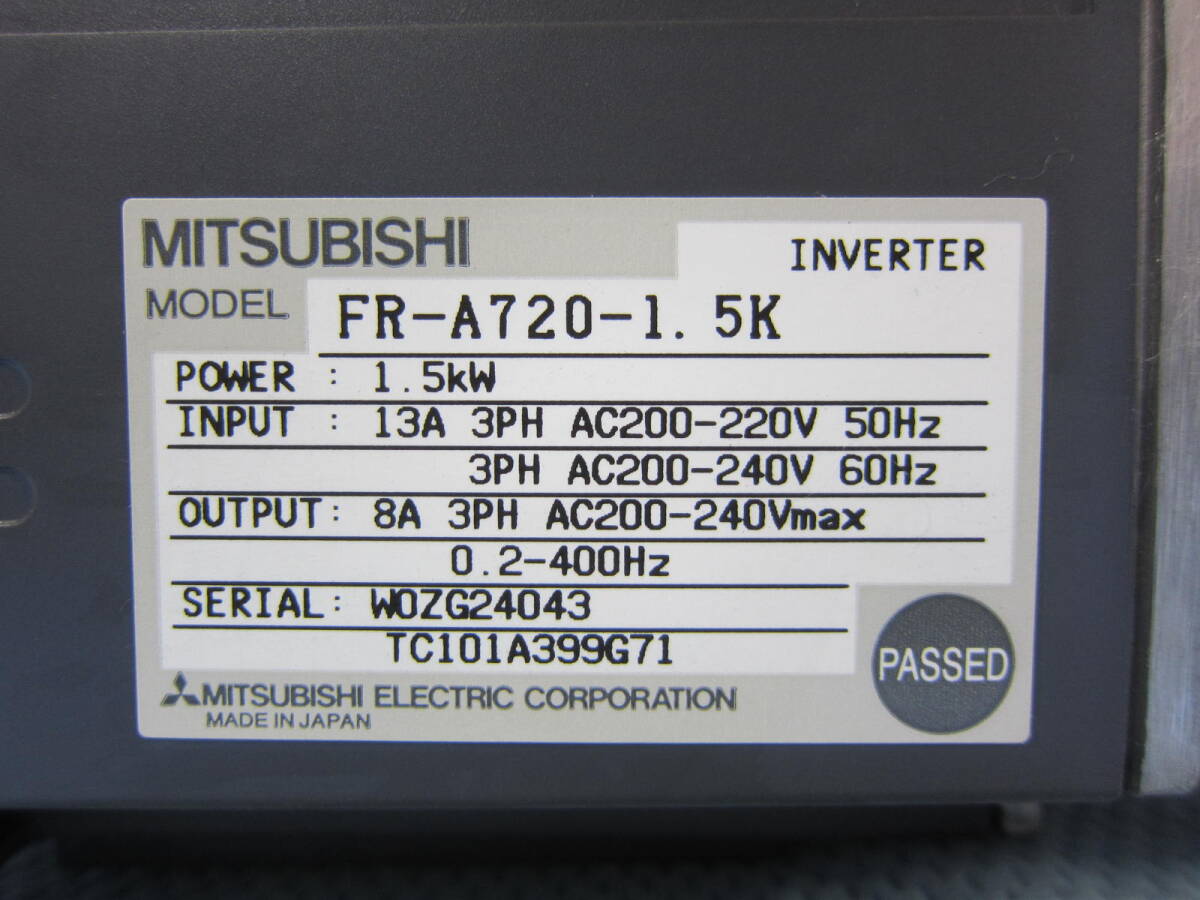 MITSUBISHI INVERTER
MODEL FR-A720-1.5K
POWER : 1.5kW
INPUT : 13A 3PH AC200-220V 50Hz
3PH AC200-240V 60Hz
OUTPUT: 8A 3PH AC200-240Vmax
0.2-400Hz
SERIAL: W0ZG24043
TC101A399G71
PASSED
MITSUBISHI ELECTRIC CORPORATION
MADE IN JAPAN